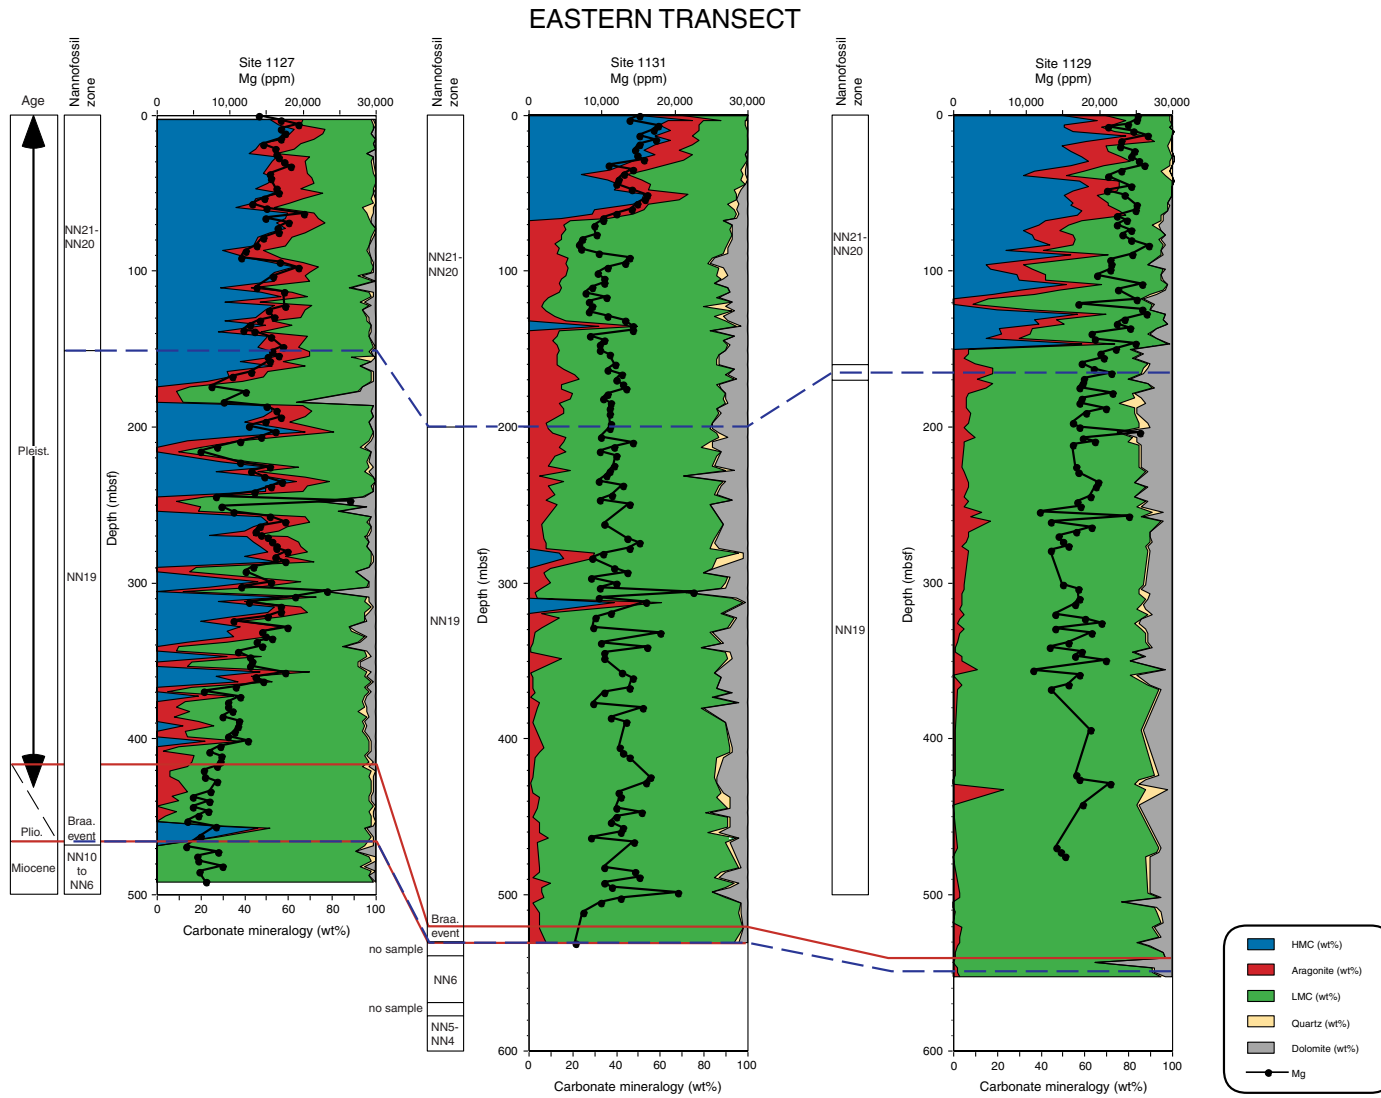 EASTERN TRANSECT
Age
Nannofossil
zone
Site 1127
Mg (ppm)
0
10,000
20,000
30,000
Nannofossil
zone
Site 1131
Mg (ppm)
0
10,000
20,000
30,000
Nannofossil
zone
Site 1129
Mg (ppm)
0
10,000
20,000
30,000
Pleist.
Plio.
Miocene
NN21-
NN20
NN19
Braa.
event
NN10
to
NN6
Depth (mbsf)
0
100
200
300
400
500
0
20
40
60
80
100
Carbonate mineralogy (wt%)
NN21-
NN20
NN19
Braa.
event
no sample
NN6
no sample
NN5-
NN4
Depth (mbsf)
0
100
200
300
400
500
600
0
20
40
60
80
100
Carbonate mineralogy (wt%)
NN21-
NN20
NN19
Depth (mbsf)
0
100
200
300
400
500
600
0
20
40
60
80
100
Carbonate mineralogy (wt%)
HMC (wt%)
Aragonite (wt%)
LMC (wt%)
Quartz (wt%)
Dolomite (wt%)
Mg